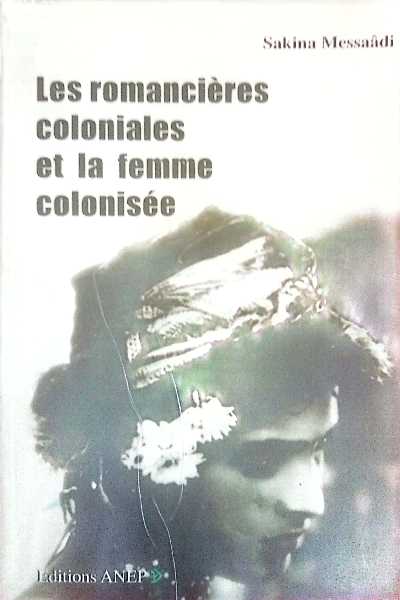 Sakina Messaâdi
Les romancières
coloniales
et la femme
colonisée
Editions ANEP